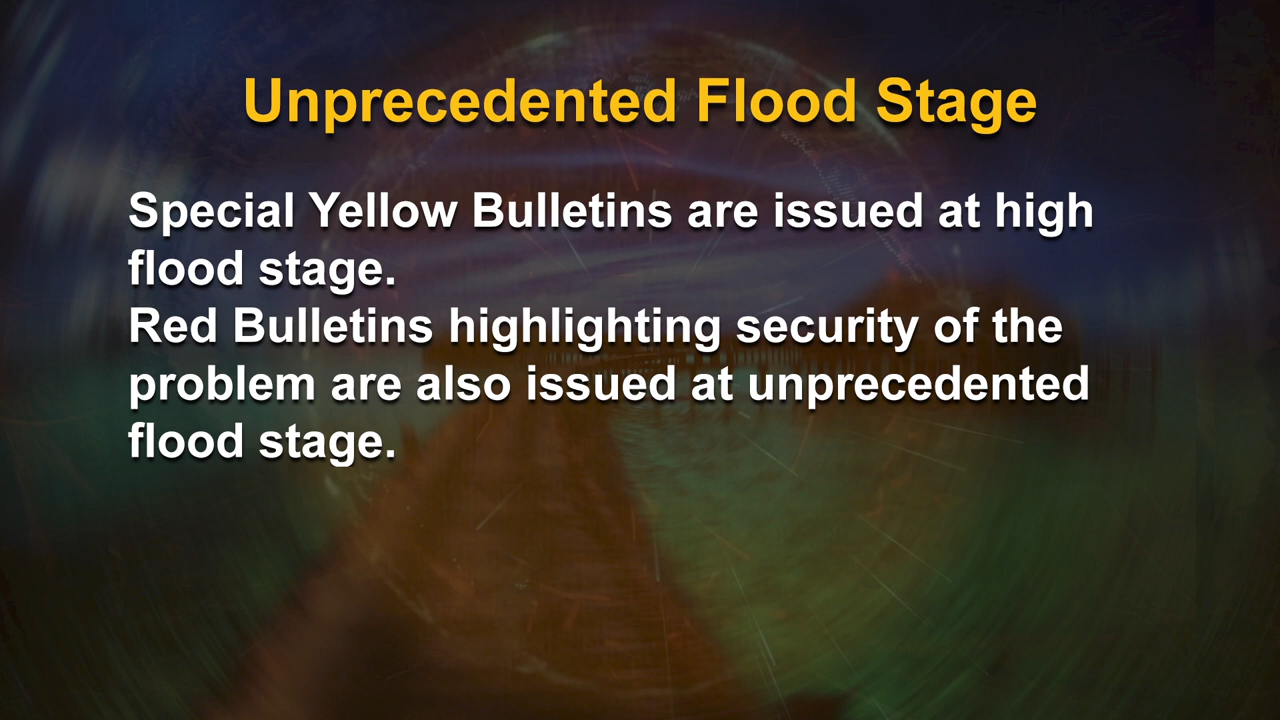 Unprecedented Flood Stage
Special Yellow Bulletins are issued at high
flood stage.
Red Bulletins highlighting security of the
problem are also issued at unprecedented
flood stage.